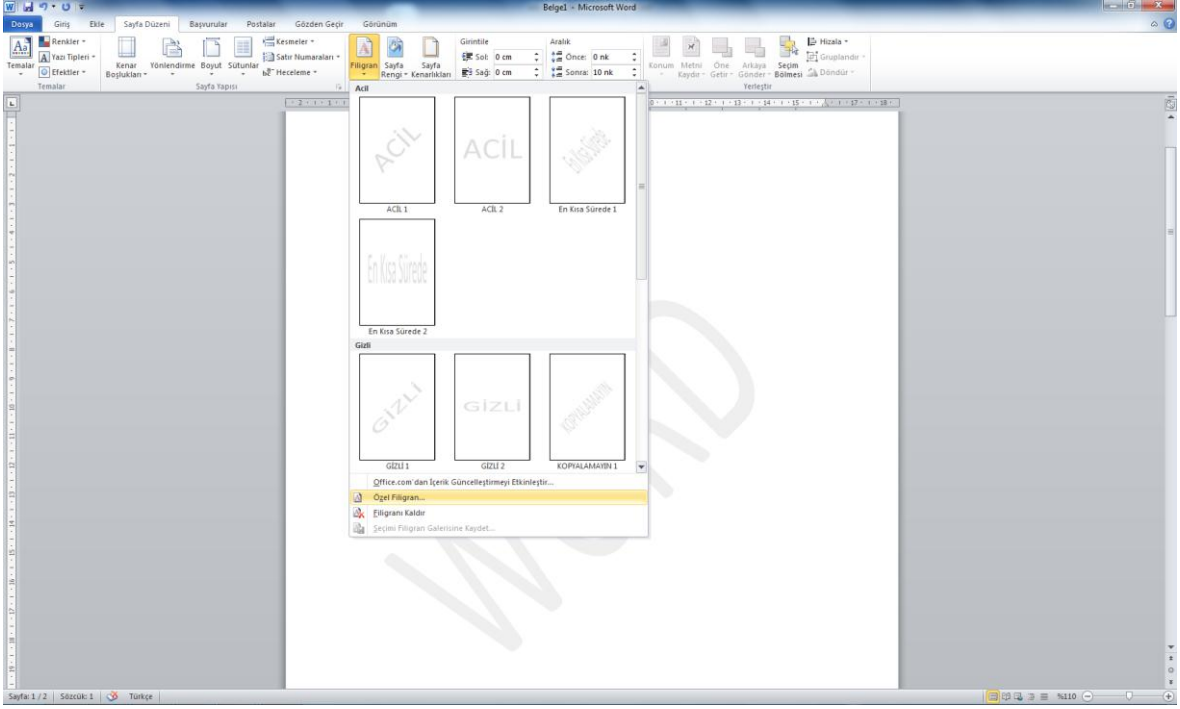 Belge1 - Microsoft Word
Dosya Giriş Ekle Sayfa Düzeni Başvurular Postalar Gözden Geçir Görünüm
Temalar
Renkler
Yazı Tipleri
Efektler
Temalar
Kenar Boşlukları
Yönlendirme
Boyut
Sütunlar
Kesmeler
Satır Numaraları
Heceleme
Sayfa Yapısı
Filigran
Sayfa Rengi
Sayfa Kenarlıkları
Girintile
Sol: 0 cm
Sağ: 0 cm
Aralık
Önce: 0 nk
Sonra: 10 nk
Konum
Metni Kaydır
Öne Getir
Arkaya Gönder
Seçim Bölmesi
Hizala
Gruplandır
Döndür
Yerleştir
Acil
ACİL
ACİL
En Kısa Sürede
ACİL 1
ACİL 2
En Kısa Sürede 1
En Kısa Sürede
En Kısa Sürede 2
Gizli
GİZLİ
GİZLİ
KOPYALAMAYIN
GİZLİ 1
GİZLİ 2
KOPYALAMAYIN 1
Office.com'dan İçerik Güncelleştirmeyi Etkinleştir...
Özel Filigran...
Filigranı Kaldır
Seçimi Filigran Galerisine Kaydet...
WORD
Sayfa: 1 / 2 Sözcük: 1 Türkçe %110